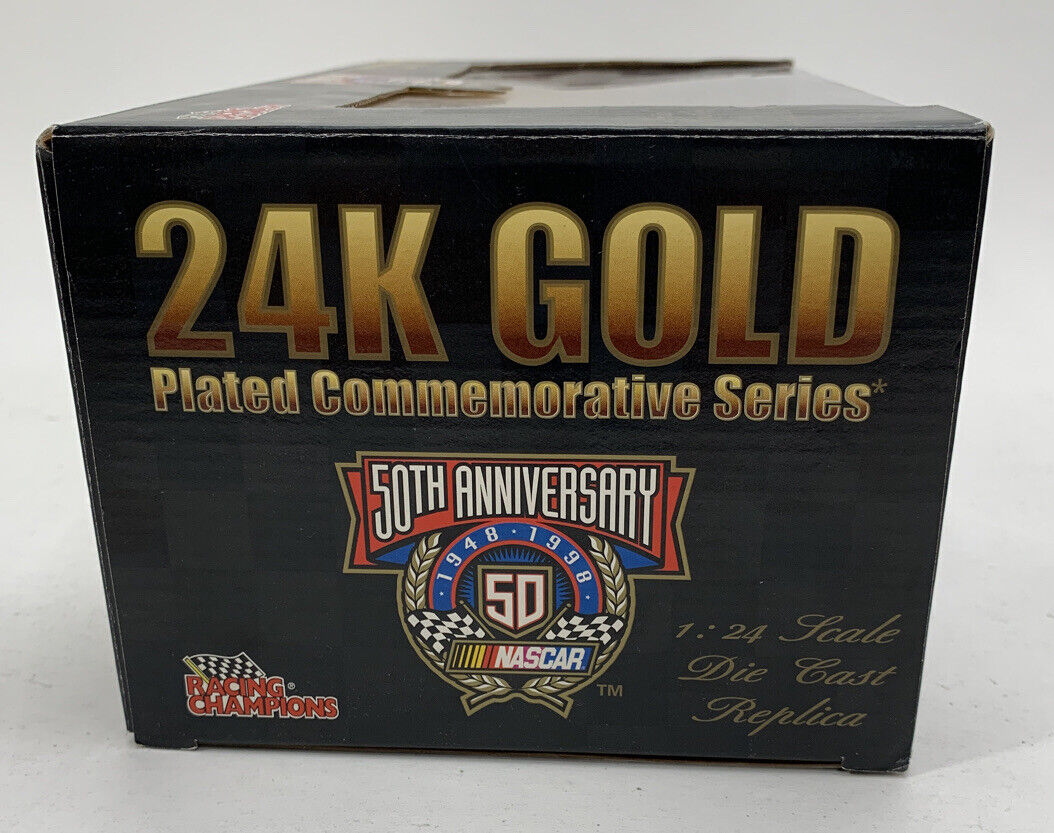 24K GOLD
Plated Commemorative Series*
50TH ANNIVERSARY
1948 • 1998
50
NASCAR
TM
1:24 Scale
Die Cast
Replica
RACING®
CHAMPIONS